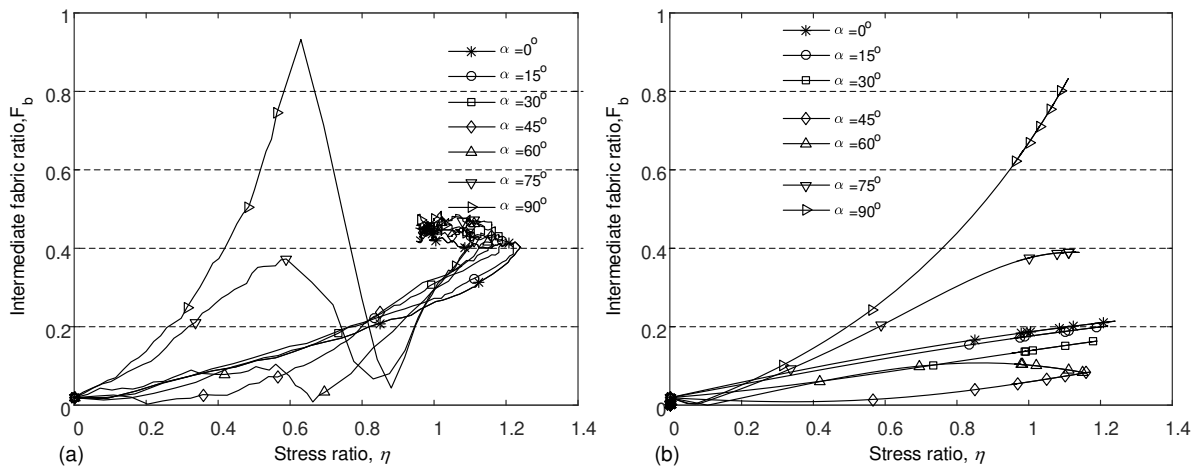 Intermediate fabric ratio,F_b
1
0.8
0.6
0.4
0.2
0
0
0.2
0.4
0.6
0.8
1
1.2
1.4
Stress ratio, η
(a)
α =0°
α =15°
α =30°
α =45°
α =60°
α =75°
α =90°
Intermediate fabric ratio,F_b
1
0.8
0.6
0.4
0.2
0
0
0.2
0.4
0.6
0.8
1
1.2
1.4
Stress ratio, η
(b)
α =0°
α =15°
α =30°
α =45°
α =60°
α =75°
α =90°